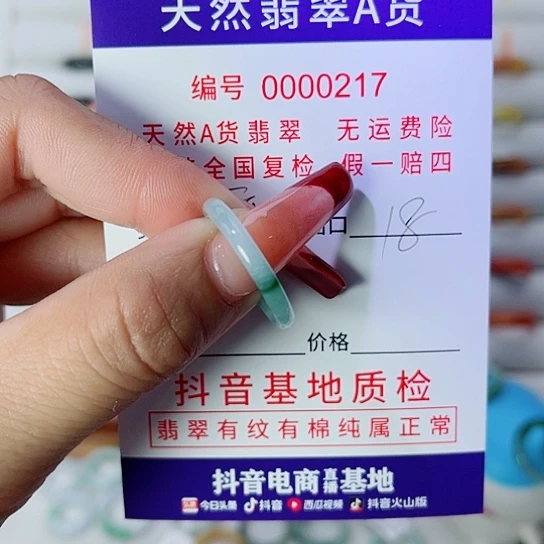 天然翡翠A货
编号 0000217
天然A货翡翠 无运费险
全国复检 假一赔四
口 18
价格
抖音基地质检
翡翠有纹有棉纯属正常
抖音电商直播基地
头条 今日头条 抖音 西瓜视频 抖音火山版